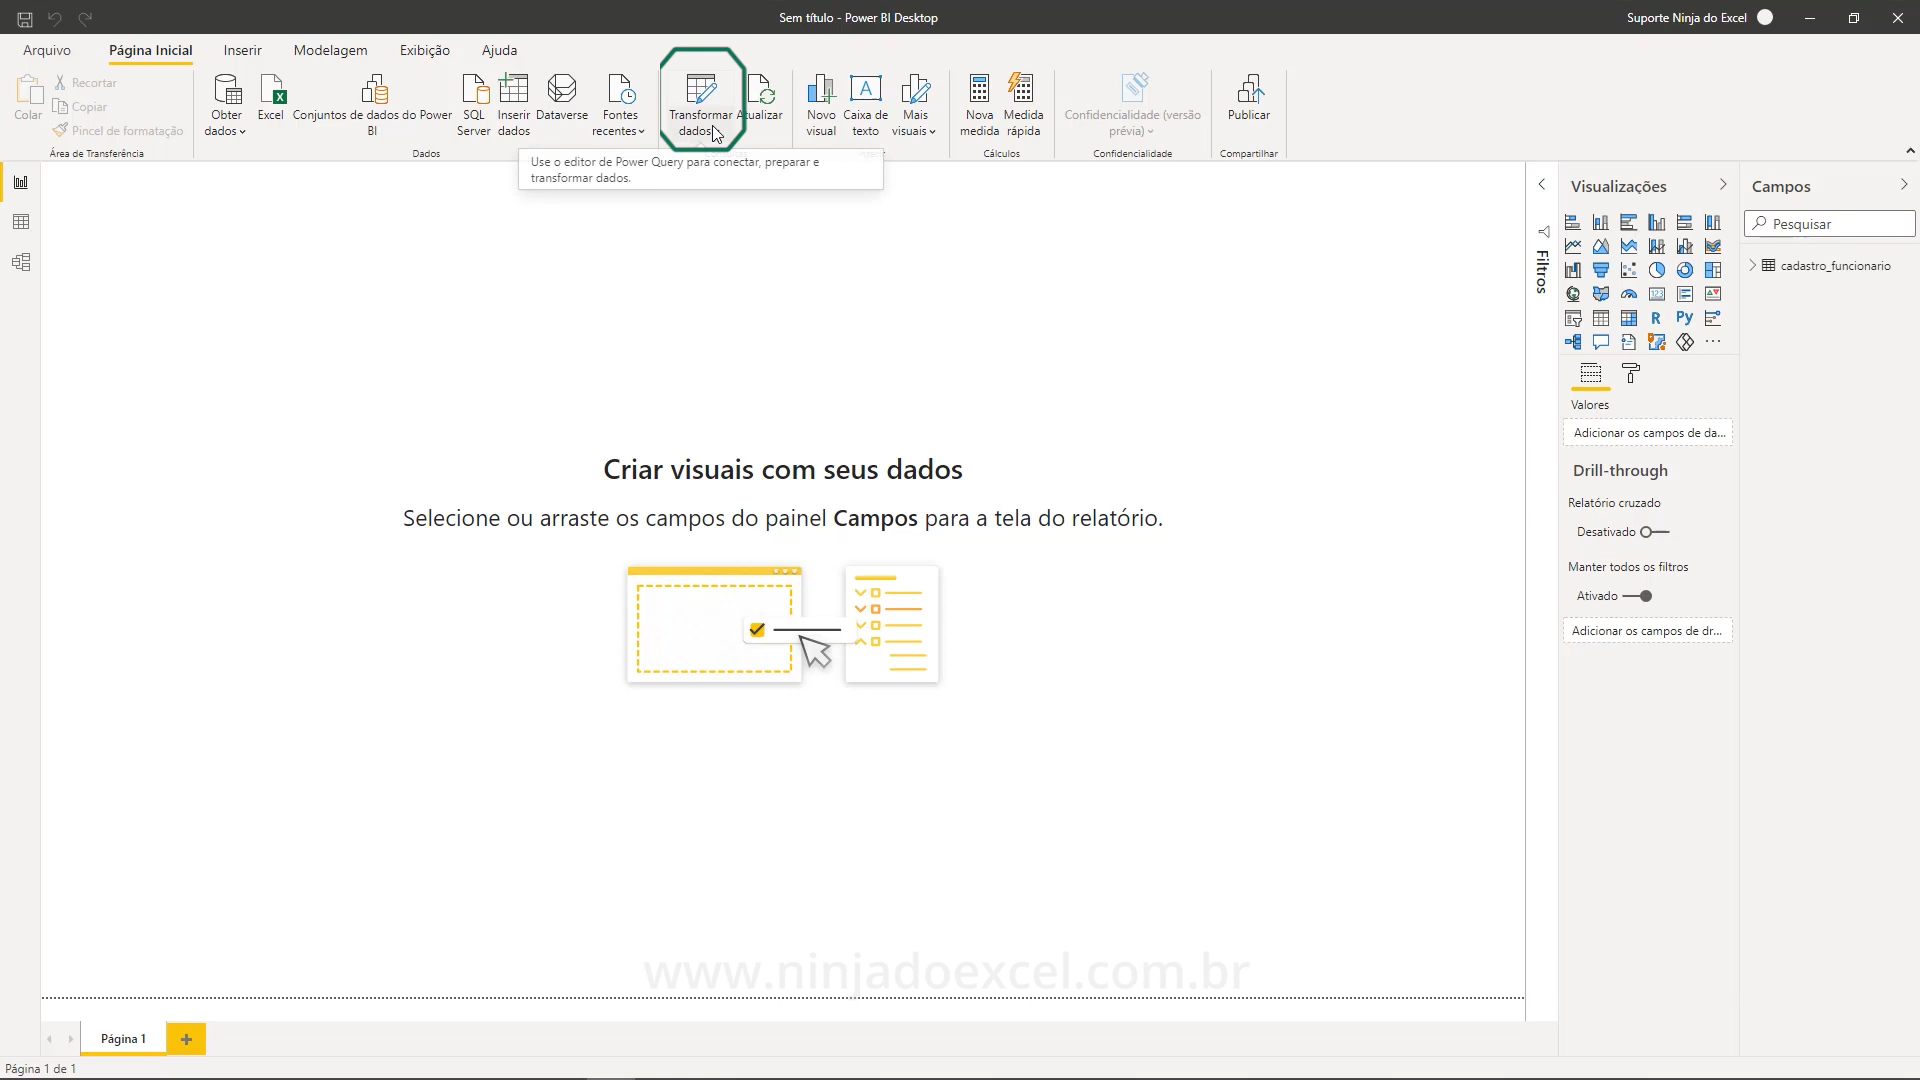 Sem título - Power BI Desktop
Suporte Ninja do Excel
Arquivo
Página Inicial
Inserir
Modelagem
Exibição
Ajuda
Colar
Recortar
Copiar
Pincel de formatação
Área de Transferência
Obter dados
Excel
Conjuntos de dados do Power BI
SQL Server
Inserir dados
Dataverse
Fontes recentes
Dados
Transformar dados
Novo visual
Caixa de texto
Mais visuais
Nova medida
Medida rápida
Cálculos
Confidencialidade (versão prévia)
Confidencialidade
Publicar
Compartilhar
Use o editor de Power Query para conectar, preparar e
transformar dados.
Filtros
Visualizações
Campos
Pesquisar
cadastro_funcionario
R
Py
123
A
Valores
Adicionar os campos de da...
Drill-through
Relatório cruzado
Desativado
Manter todos os filtros
Ativado
Adicionar os campos de dr...
Criar visuais com seus dados
Selecione ou arraste os campos do painel Campos para a tela do relatório.
www.ninjadoexcel.com.br
Página 1
Página 1 de 1